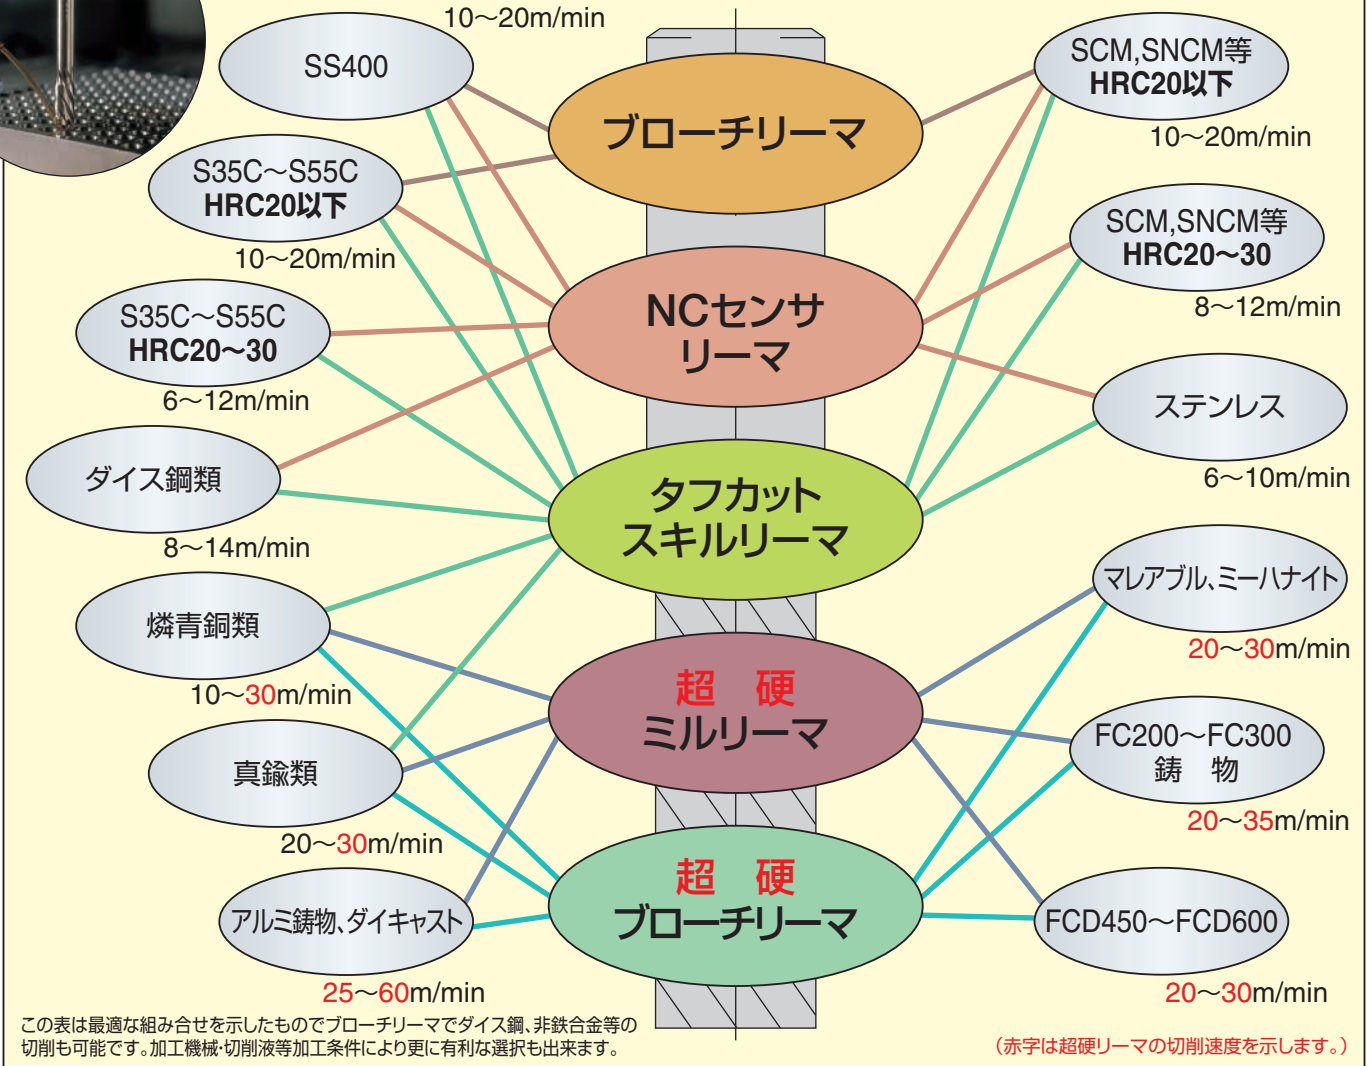 10〜20m/min
SS400
S35C〜S55C
HRC20以下
10〜20m/min
S35C〜S55C
HRC20〜30
6〜12m/min
ダイス鋼類
8〜14m/min
燐青銅類
10〜30m/min
真鍮類
20〜30m/min
アルミ鋳物、ダイキャスト
25〜60m/min
ブローチリーマ
NCセンサ
リーマ
タフカット
スキルリーマ
超　硬
ミルリーマ
超　硬
ブローチリーマ
SCM,SNCM等
HRC20以下
10〜20m/min
SCM,SNCM等
HRC20〜30
8〜12m/min
ステンレス
6〜10m/min
マレアブル、ミーハナイト
20〜30m/min
FC200〜FC300
鋳　物
20〜35m/min
FCD450〜FCD600
20〜30m/min
この表は最適な組み合せを示したものでブローチリーマでダイス鋼、非鉄合金等の
切削も可能です。加工機械・切削液等加工条件により更に有利な選択も出来ます。
（赤字は超硬リーマの切削速度を示します。）